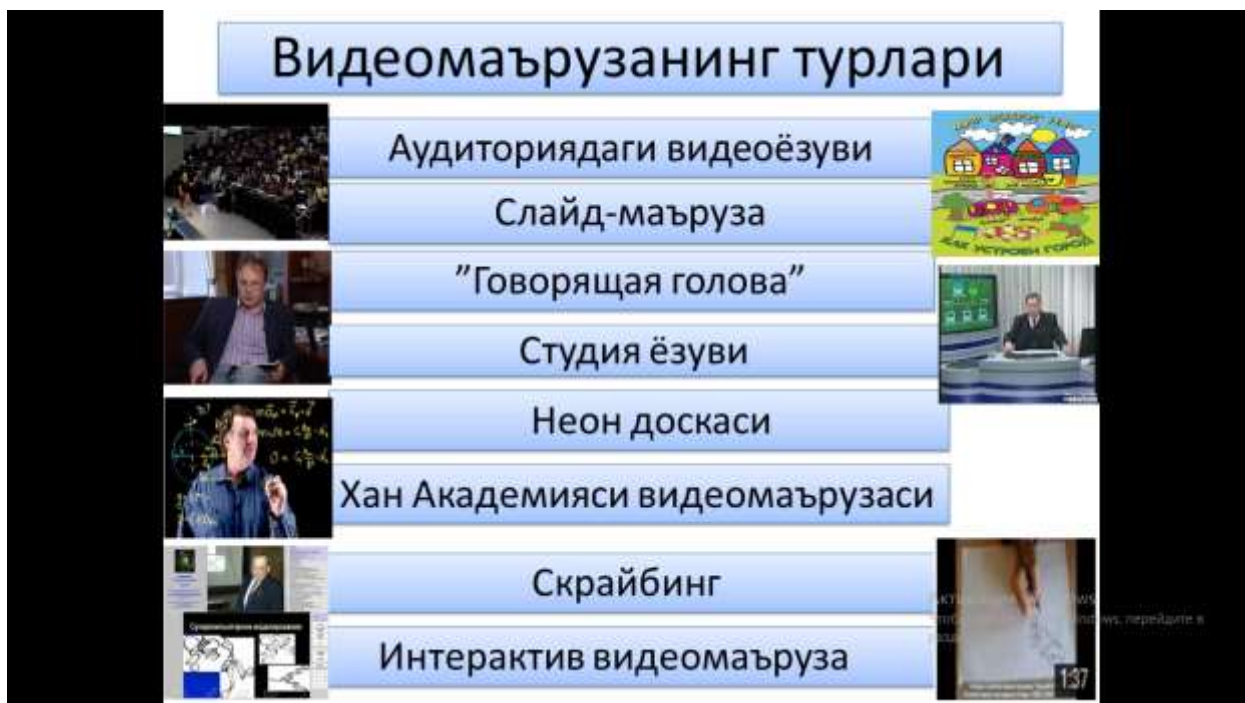 Видеомаърузанинг турлари
Аудиториядаги видеоёзуви
Слайд-маъруза
”Говорящая голова”
Студия ёзуви
Неон доскаси
Хан Академияси видеомаърузаси
Скрайбинг
Интерактив видеомаъруза
КАК УСТРОЕН ГОРОД
перейдите в
1:37